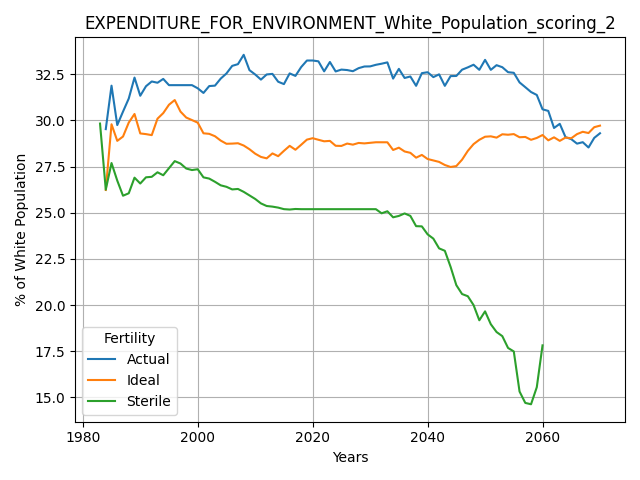 EXPENDITURE_FOR_ENVIRONMENT_White_Population_scoring_2
% of White Population
32.5
30.0
27.5
25.0
22.5
20.0
17.5
15.0
Fertility
Actual
Ideal
Sterile
1980
2000
2020
2040
2060
Years